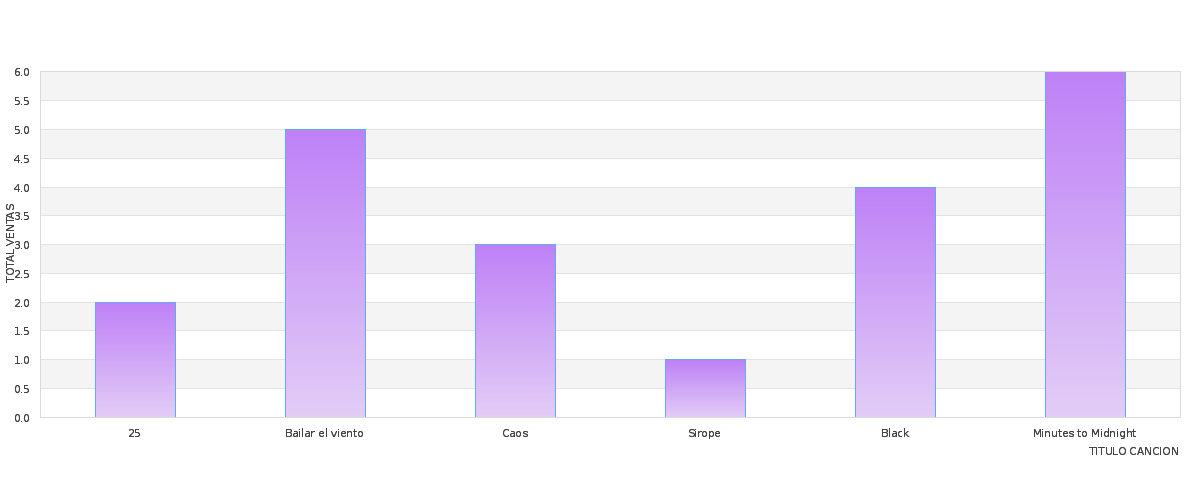 6.0
5.5
5.0
4.5
4.0
3.5
3.0
2.5
2.0
1.5
1.0
0.5
0.0
TOTAL VENTAS
25
Bailar el viento
Caos
Sirope
Black
Minutes to Midnight
TITULO CANCION